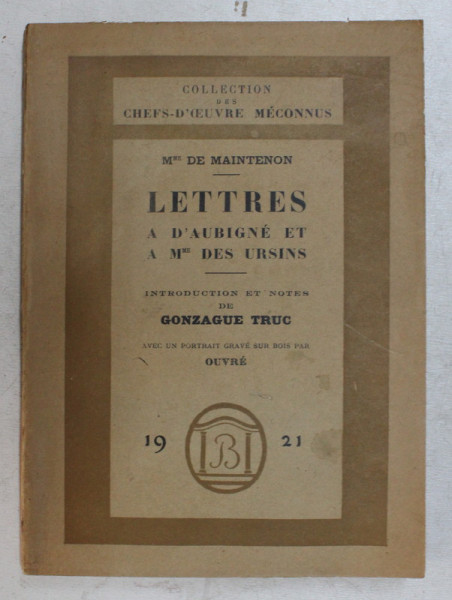 COLLECTION
DES
CHEFS-D'ŒUVRE MÉCONNUS
Mme DE MAINTENON
LETTRES
A D'AUBIGNÉ ET
A Mme DES URSINS
INTRODUCTION ET NOTES
DE
GONZAGUE TRUC
AVEC UN PORTRAIT GRAVÉ SUR BOIS PAR
OUVRÉ
19 B 21